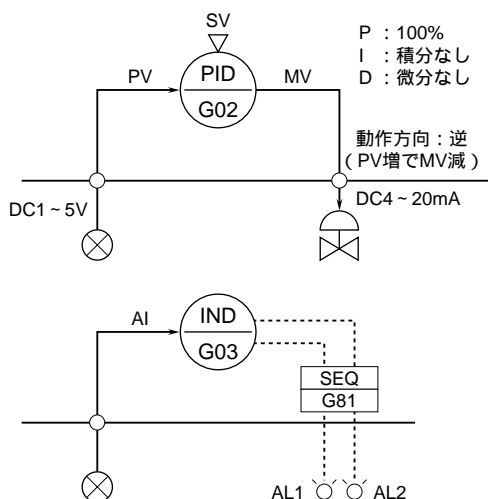 SV
P : 100%
I : 積分なし
D : 微分なし
PV
PID
MV
G02
動作方向：逆
（PV増でMV減）
DC1～5V
DC4～20mA
AI
IND
G03
SEQ
G81
AL1
AL2